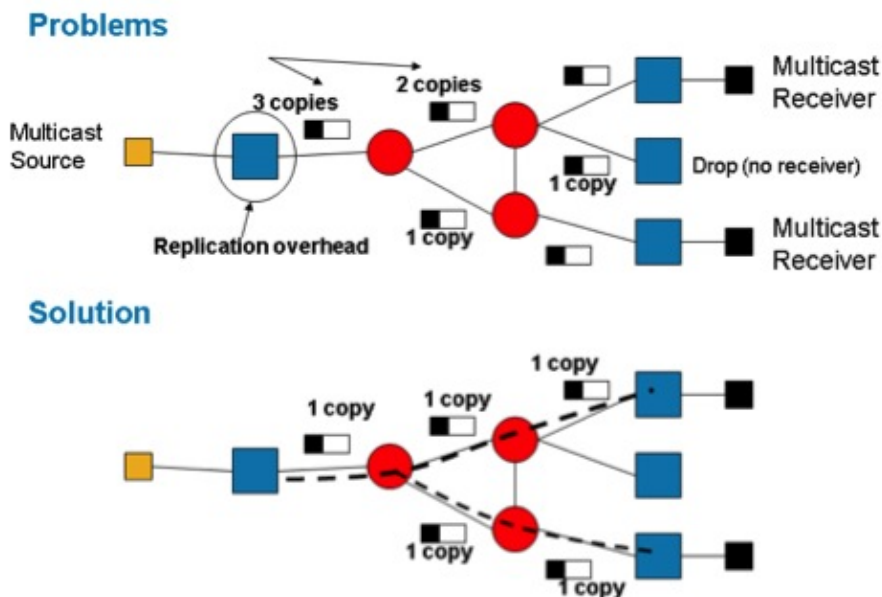 Problems
3 copies
2 copies
Multicast
Receiver
Multicast
Source
Drop (no receiver)
1 copy
1 copy
Replication overhead
Multicast
Receiver
Solution
1 copy
1 copy
1 copy
1 copy
1 copy